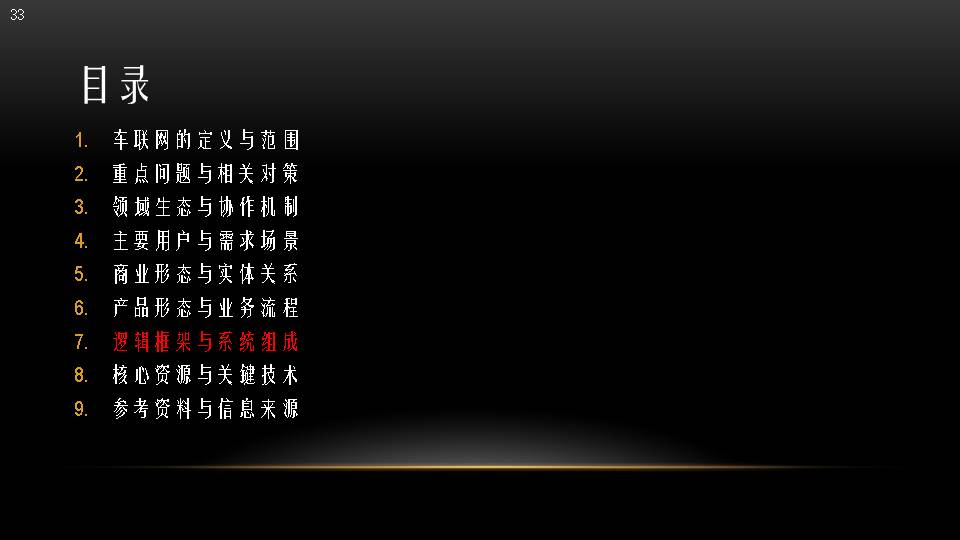 33
目录
1. 车联网的定义与范围
2. 重点问题与相关对策
3. 领域生态与协作机制
4. 主要用户与需求场景
5. 商业形态与实体关系
6. 产品形态与业务流程
7. 逻辑框架与系统组成
8. 核心资源与关键技术
9. 参考资料与信息来源